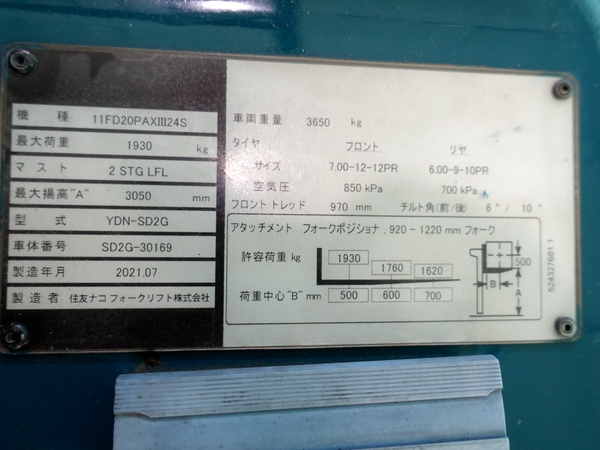 機種 11FD20PAXIII24S
最大荷重 1930 kg
マスト 2 STG LFL
最大揚高"A" 3050 mm
型式 YDN-SD2G
車体番号 SD2G-30169
製造年月 2021.07
製造者 住友ナコ フォークリフト株式会社
車両重量 3650 kg
タイヤ フロント リヤ
サイズ 7.00-12-12PR 6.00-9-10PR
空気圧 850 kPa 700 kPa
フロント トレッド 970 mm チルト角(前/後) 6°/ 10°
アタッチメント フォークポジショナ , 920 - 1220 mm フォーク
許容荷重 kg 1930 1760 1620
荷重中心"B" mm 500 600 700
500
B
A
524327681 1